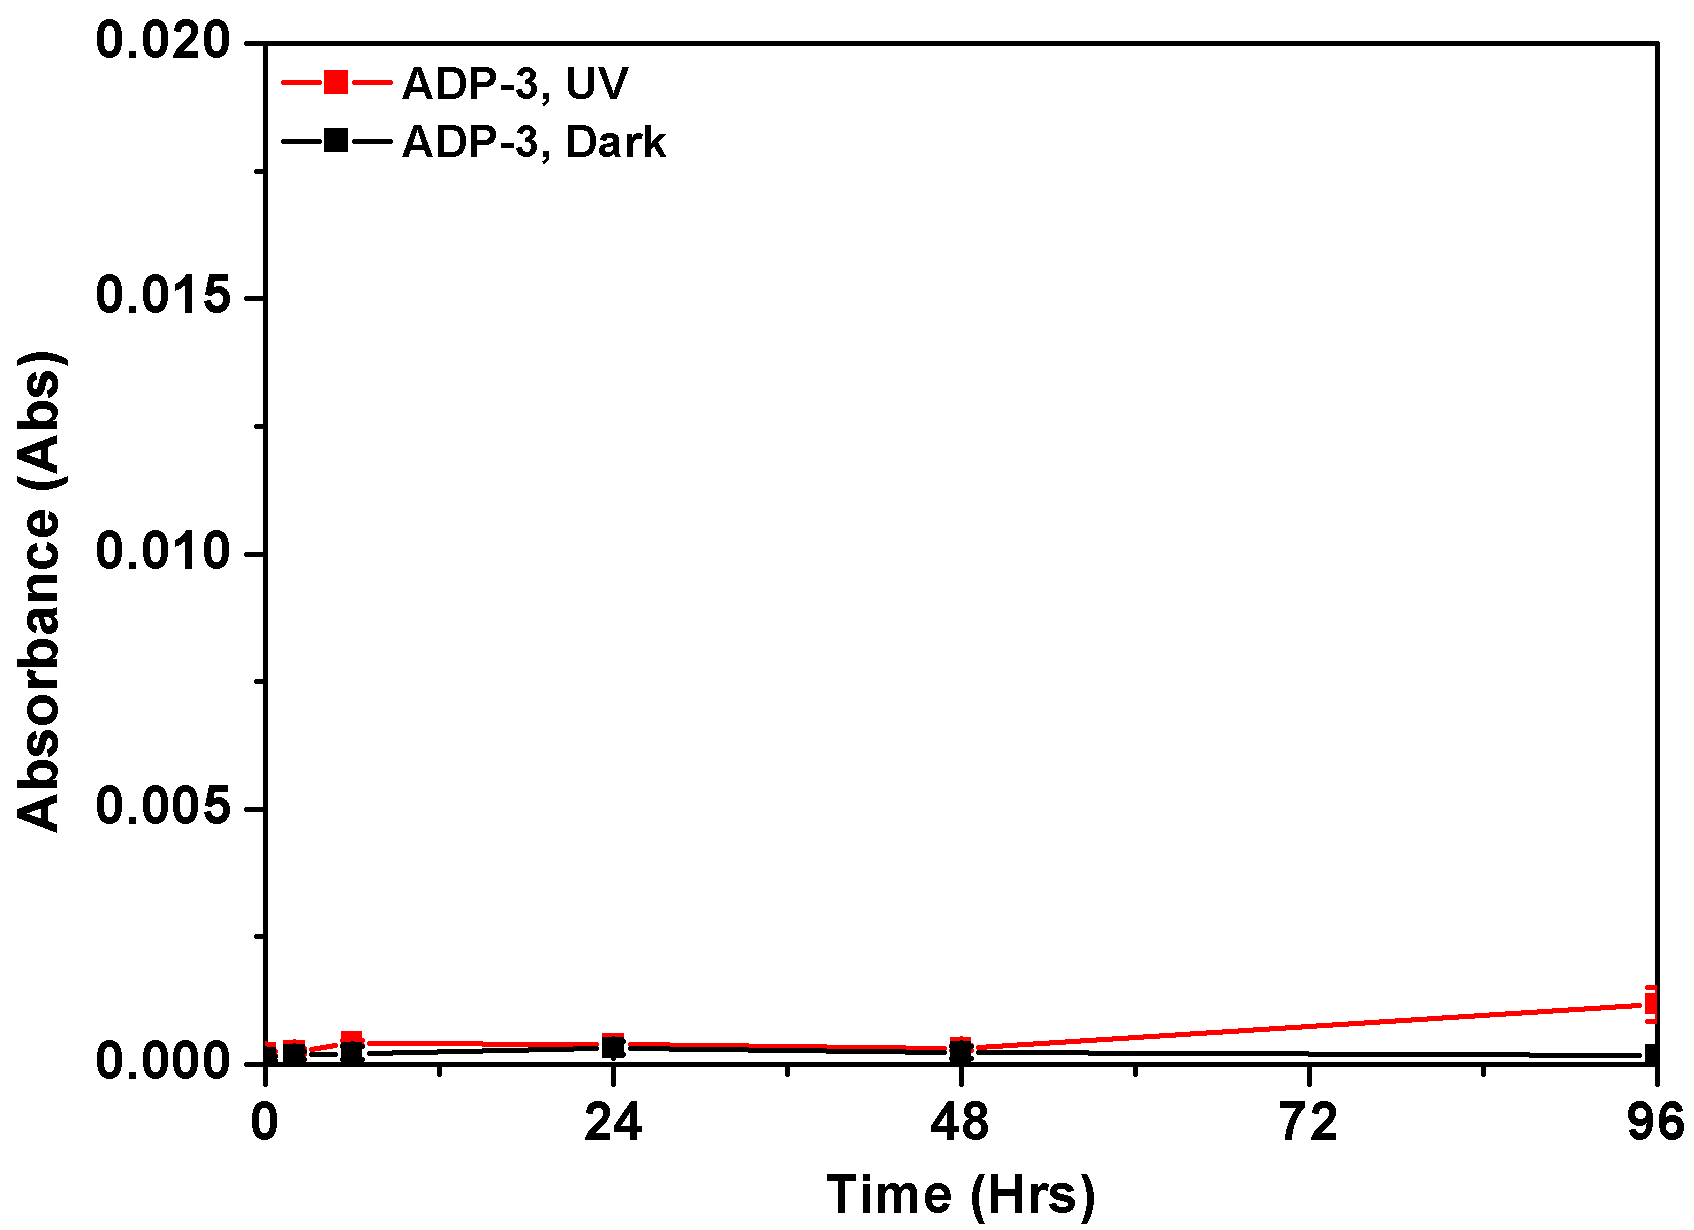 0.020
0.015
0.010
0.005
0.000
Absorbance (Abs)
ADP-3, UV
ADP-3, Dark
0 24 48 72 96
Time (Hrs)